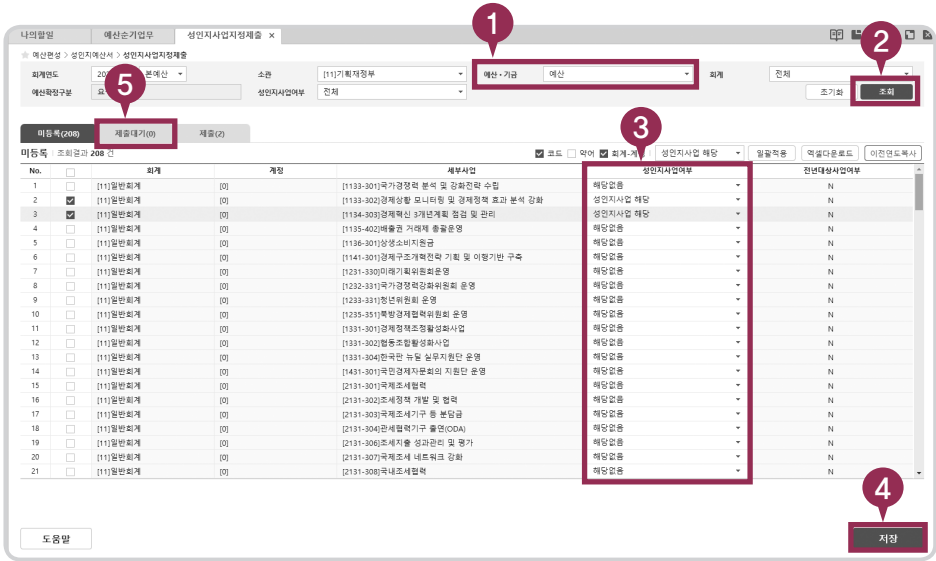 나의할일 예산순기업무 성인지사업지정제출 ×
예산편성 > 성인지예산서 > 성인지사업지정제출
1
2
회계연도 본예산 소관 [11]기획재정부 예산·기금 예산 회계 전체
예산확정구분 성인지사업여부 전체 초기화 조회
5
3
미등록(208) 제출대기(0) 제출(2)
미등록 조회결과 208 건 코드 약어 회계-계 성인지사업 해당 일괄적용 엑셀다운로드 이전연도복사
No. 회계 계정 세부사업 성인지사업여부 전년대상사업여부
1 [11]일반회계 [0] [1133-301]국가경쟁력 분석 및 강화전략 수립 해당없음 N
2 [11]일반회계 [0] [1133-302]경제상황 모니터링 및 경제정책 효과 분석 강화 성인지사업 해당 N
3 [11]일반회계 [0] [1134-303]경제혁신 3개년계획 점검 및 관리 성인지사업 해당 N
4 [11]일반회계 [0] [1135-402]배출권 거래제 총괄운영 해당없음 N
5 [11]일반회계 [0] [1136-301]상생소비지원금 해당없음 N
6 [11]일반회계 [0] [1141-301]경제구조개혁전략 기획 및 이행기반 구축 해당없음 N
7 [11]일반회계 [0] [1231-330]미래기획위원회운영 해당없음 N
8 [11]일반회계 [0] [1232-331]국가경쟁력강화위원회 운영 해당없음 N
9 [11]일반회계 [0] [1233-331]청년위원회 운영 해당없음 N
10 [11]일반회계 [0] [1235-351]북방경제협력위원회 운영 해당없음 N
11 [11]일반회계 [0] [1331-301]경제정책조정활성화사업 해당없음 N
12 [11]일반회계 [0] [1331-302]협동조합활성화사업 해당없음 N
13 [11]일반회계 [0] [1331-304]한국판 뉴딜 실무지원단 운영 해당없음 N
14 [11]일반회계 [0] [1431-301]국민경제자문회의 지원단 운영 해당없음 N
15 [11]일반회계 [0] [2131-301]국제조세협력 해당없음 N
16 [11]일반회계 [0] [2131-302]조세정책 개발 및 협력 해당없음 N
17 [11]일반회계 [0] [2131-303]국제조세기구 등 분담금 해당없음 N
18 [11]일반회계 [0] [2131-304]관세협력기구 출연(ODA) 해당없음 N
19 [11]일반회계 [0] [2131-306]조세지출 성과관리 및 평가 해당없음 N
20 [11]일반회계 [0] [2131-307]국제조세 네트워크 강화 해당없음 N
21 [11]일반회계 [0] [2131-308]국내조세협력 해당없음 N
4
도움말 저장